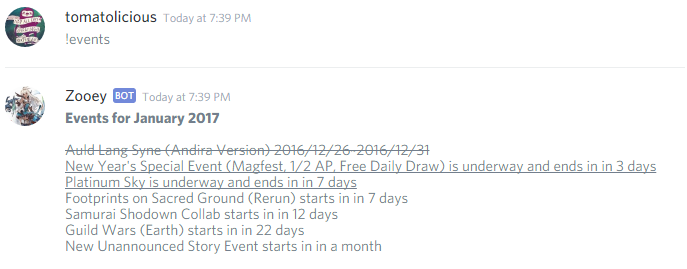 tomatolicious Today at 7:39 PM
!events
Zooey BOT Today at 7:39 PM
Events for January 2017
Auld Lang Syne (Andira Version) 2016/12/26-2016/12/31
New Year's Special Event (Magfest, 1/2 AP, Free Daily Draw) is underway and ends in in 3 days
Platinum Sky is underway and ends in in 7 days
Footprints on Sacred Ground (Rerun) starts in in 7 days
Samurai Shodown Collab starts in in 12 days
Guild Wars (Earth) starts in in 22 days
New Unannounced Story Event starts in in a month